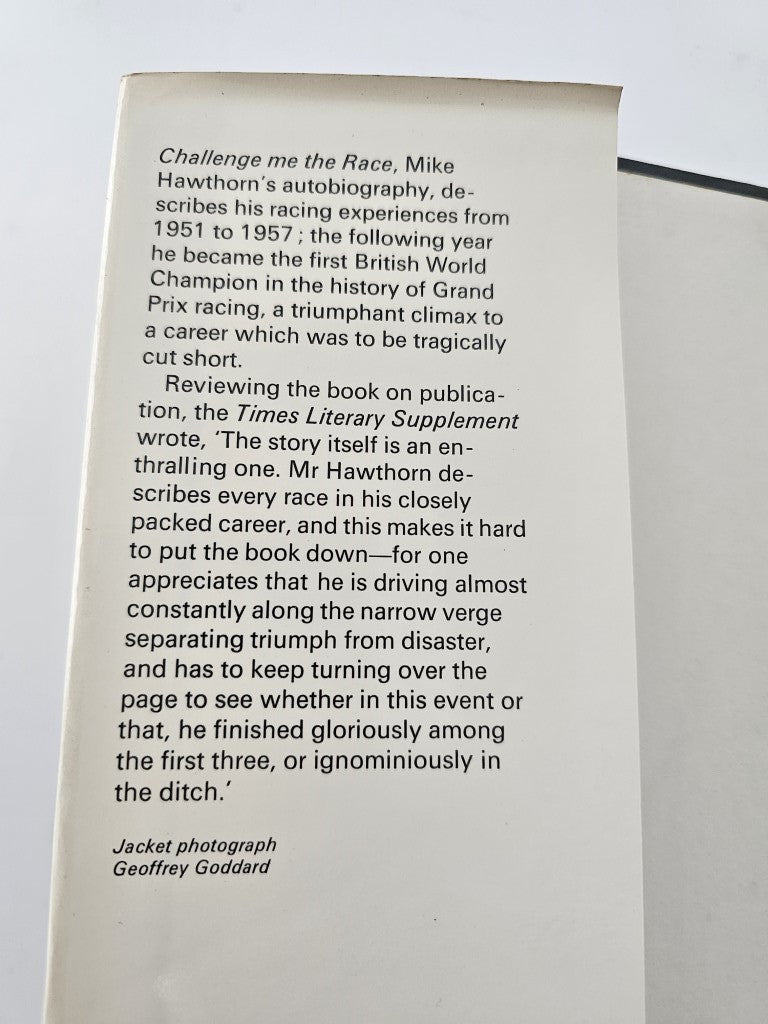 Challenge me the Race, Mike
Hawthorn's autobiography, de-
scribes his racing experiences from
1951 to 1957 ; the following year
he became the first British World
Champion in the history of Grand
Prix racing, a triumphant climax to
a career which was to be tragically
cut short.
Reviewing the book on publica-
tion, the Times Literary Supplement
wrote, 'The story itself is an en-
thralling one. Mr Hawthorn de-
scribes every race in his closely
packed career, and this makes it hard
to put the book down—for one
appreciates that he is driving almost
constantly along the narrow verge
separating triumph from disaster,
and has to keep turning over the
page to see whether in this event or
that, he finished gloriously among
the first three, or ignominiously in
the ditch.'
Jacket photograph
Geoffrey Goddard